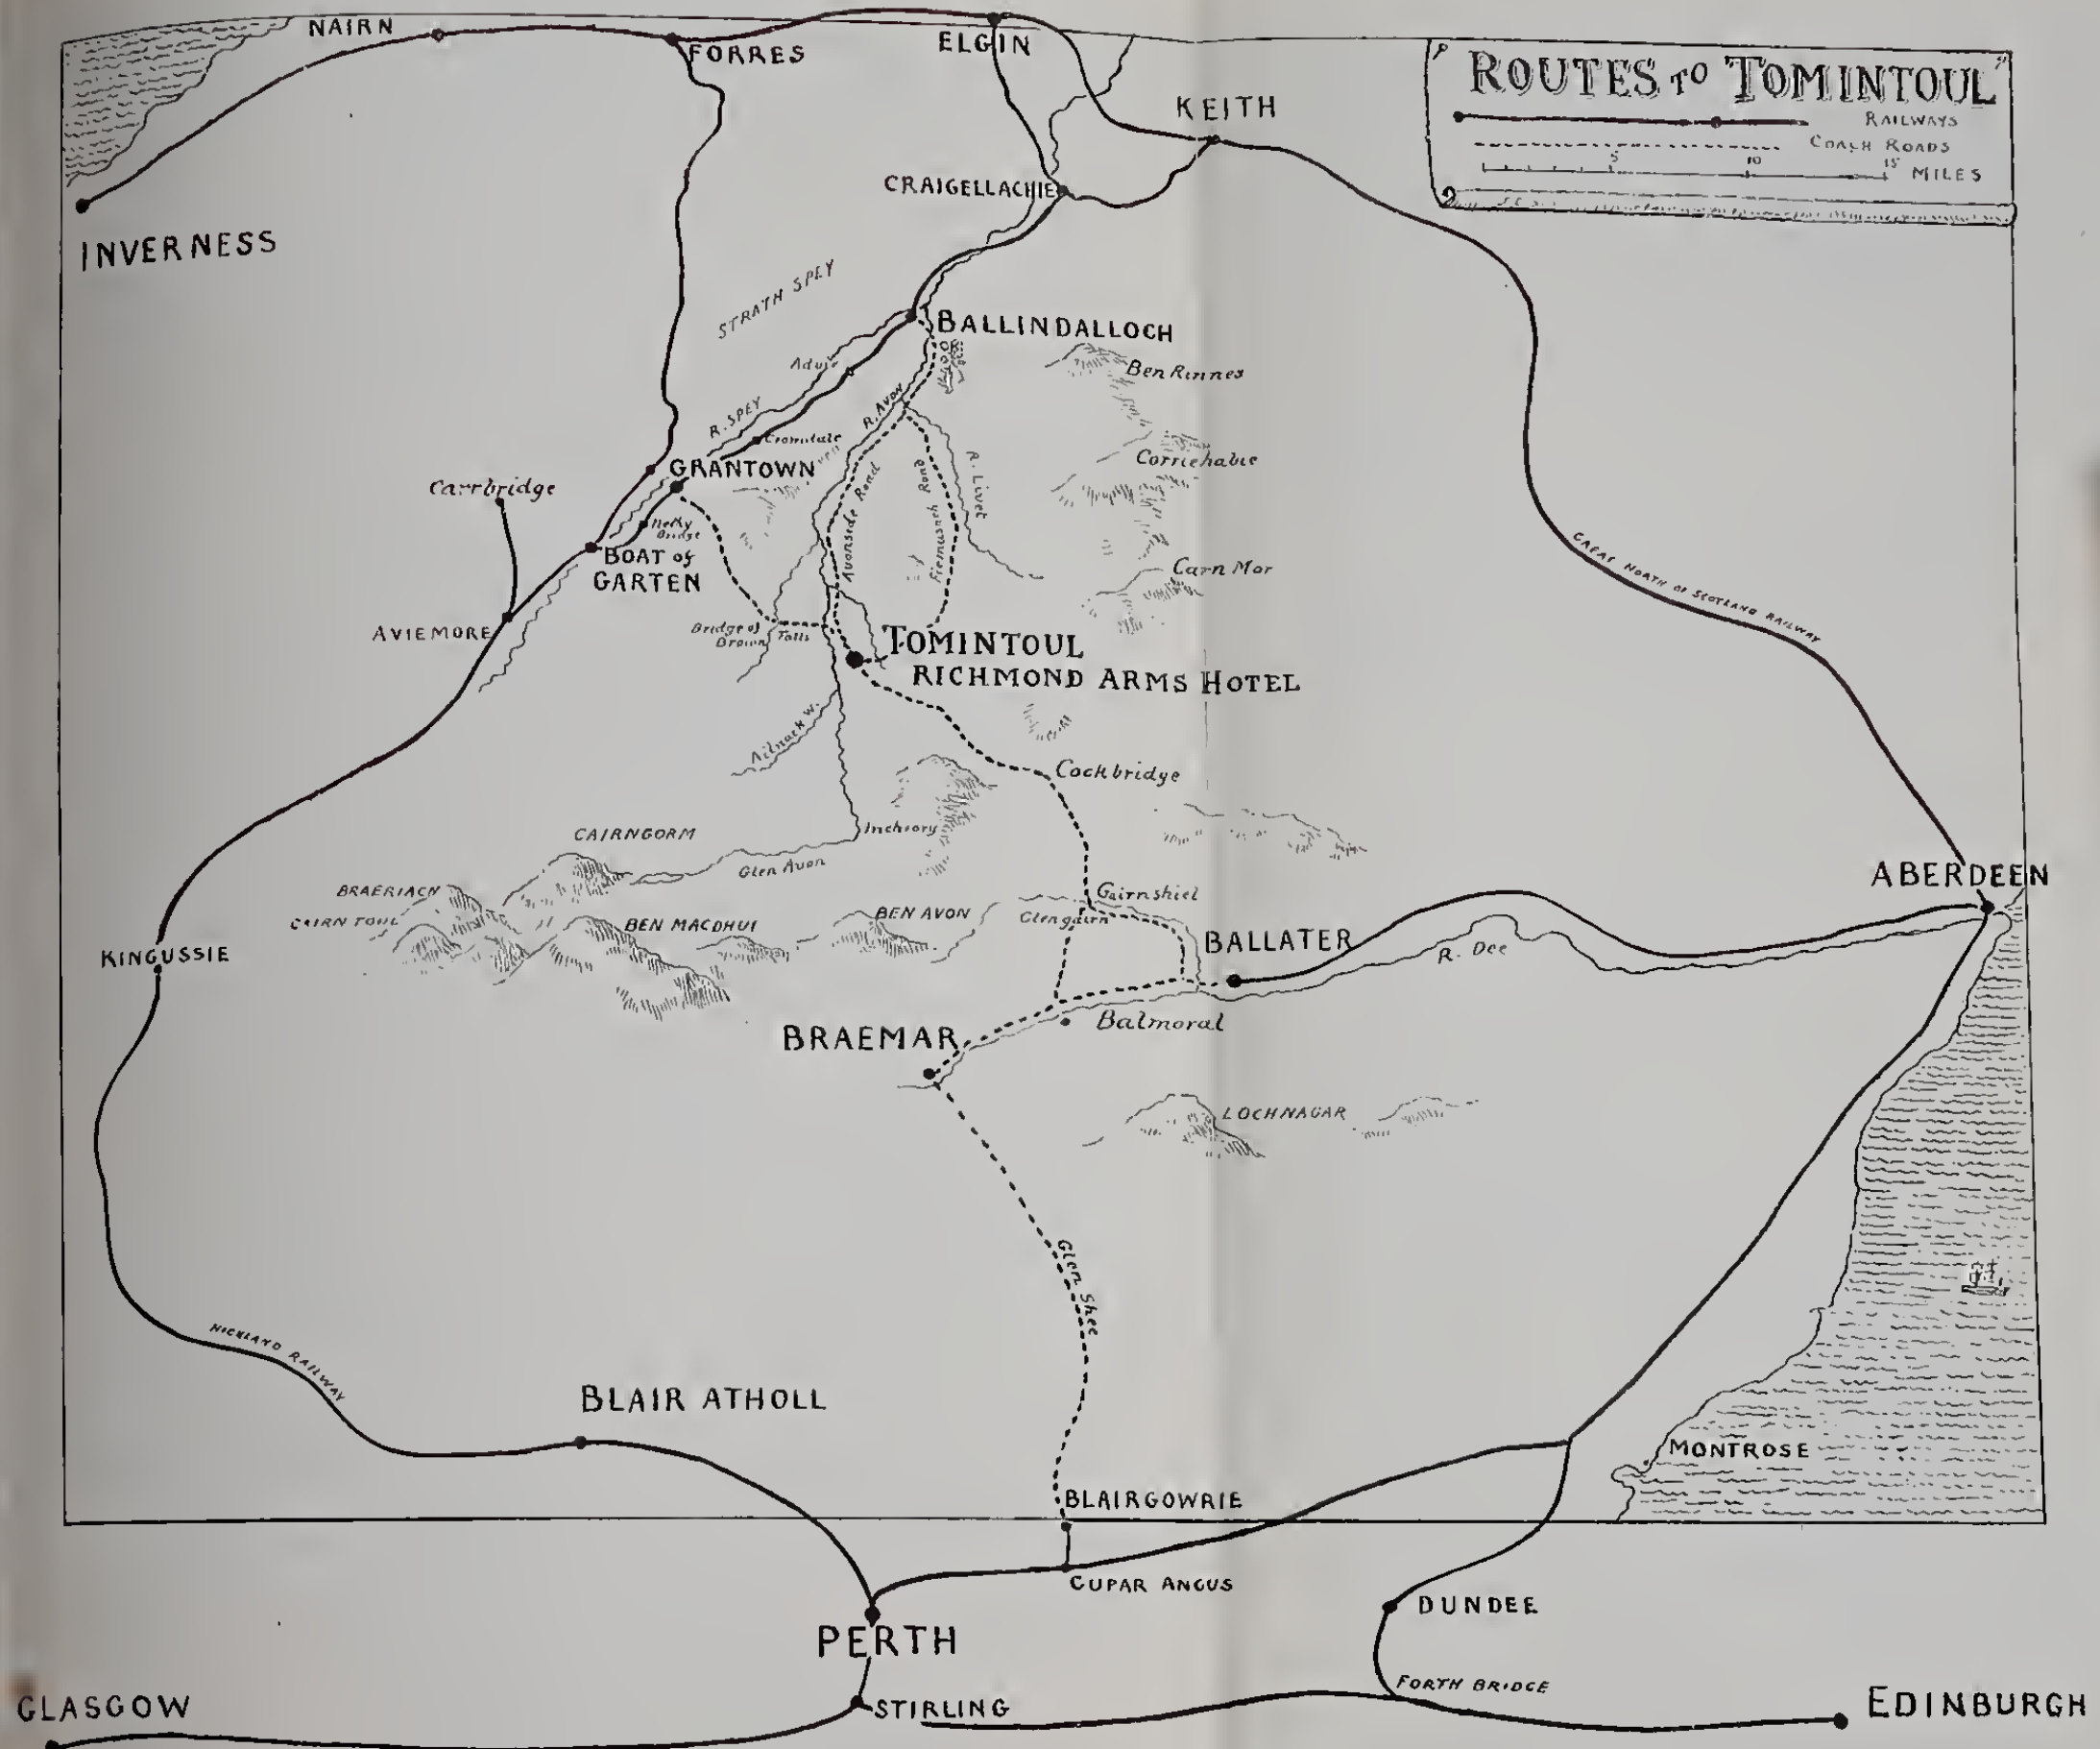 NAIRN
FORRES
ELGIN
KEITH
ROUTES TO TOMINTOUL
RAILWAYS
COACH ROADS
5 10 15 MILES
CRAIGELLACHIE
INVERNESS
STRATH SPEY
BALLINDALLOCH
Ben Rinnes
R. AVON
R. SPEY
Cromdale
GRANTOWN
Corriehabie
R. Livet
Avonside Road
Carrbridge
Nethy
Bridge
BOAT of
GARTEN
Carn Mor
GREAT NORTH OF SCOTLAND RAILWAY
AVIEMORE
Bridge of
Brown
Falls
TOMINTOUL
RICHMOND ARMS HOTEL
Ailnack W.
Cockbridge
CAIRNGORM
Inchrory
Glen Avon
ABERDEEN
BRAERIACH
CAIRN TOUL
BEN MACDHUI
BEN AVON
Gairnshiel
Glengairn
BALLATER
R. Dee
KINGUSSIE
BRAEMAR
Balmoral
LOCHNAGAR
Glen Shee
HIGHLAND RAILWAY
BLAIR ATHOLL
MONTROSE
BLAIRGOWRIE
CUPAR ANGUS
DUNDEE
PERTH
FORTH BRIDGE
GLASGOW
STIRLING
EDINBURGH